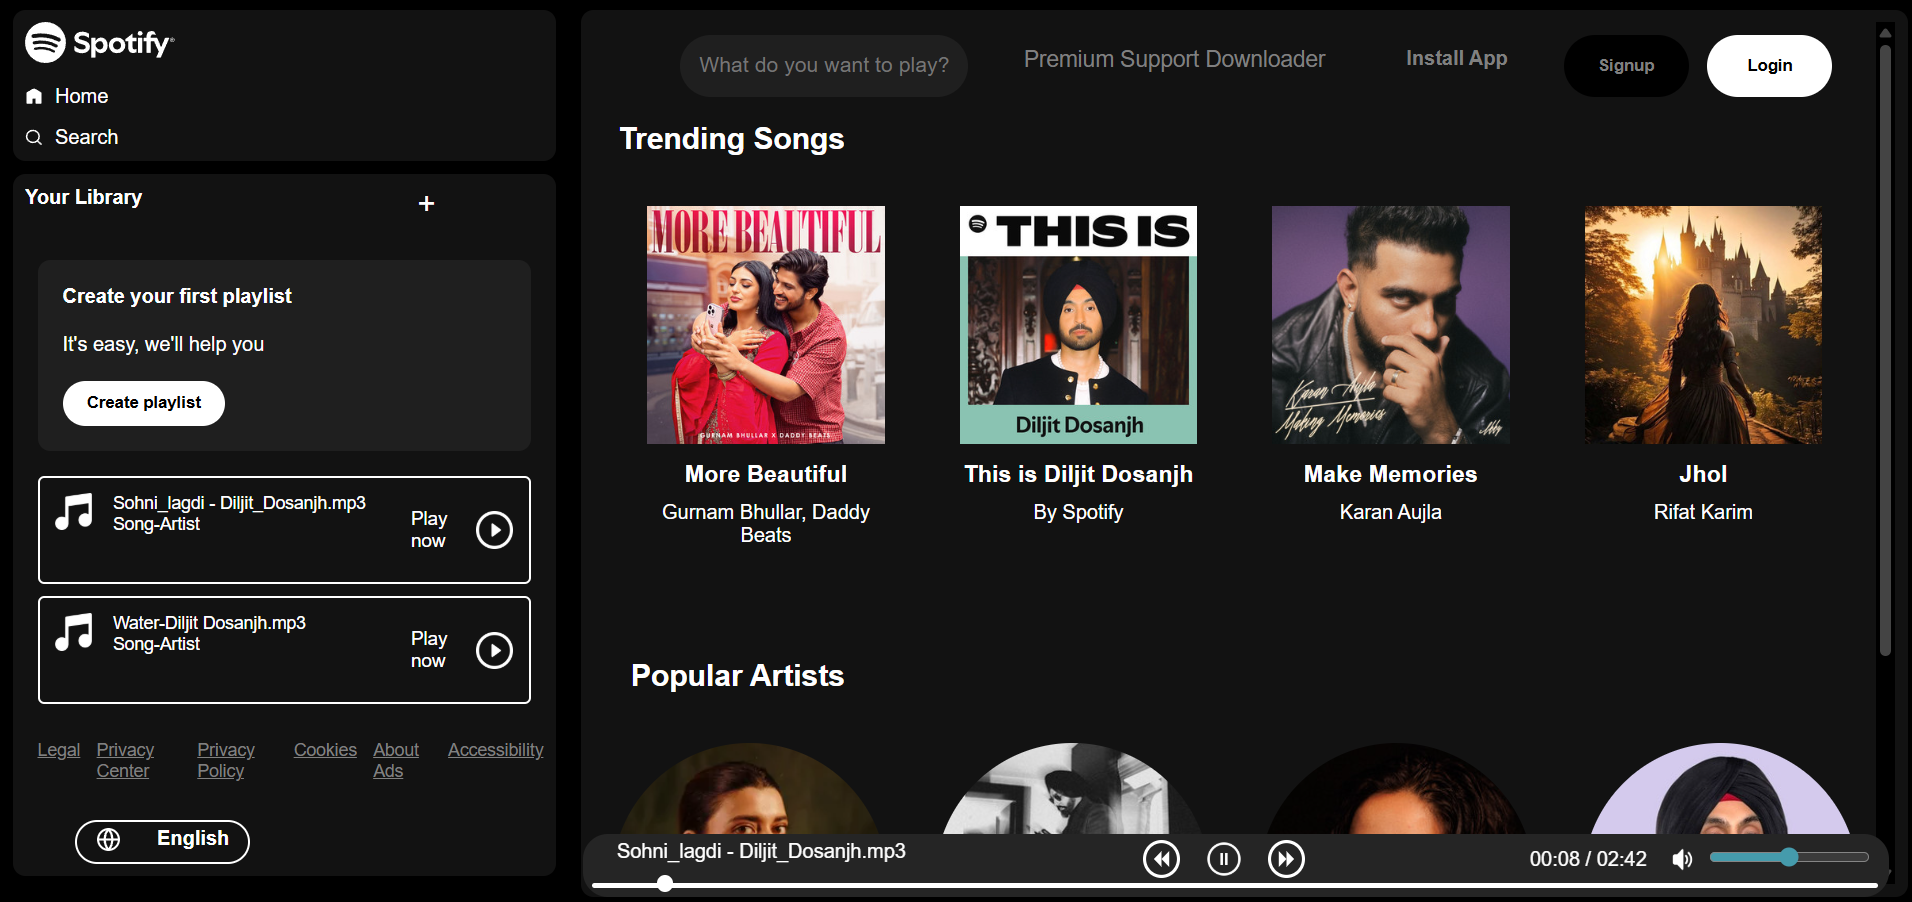 Spotify
Home
Search
Your Library
+
Create your first playlist
It's easy, we'll help you
Create playlist
Sohni_lagdi - Diljit_Dosanjh.mp3
Song-Artist
Play
now
Water-Diljit Dosanjh.mp3
Song-Artist
Play
now
Legal
Privacy
Center
Privacy
Policy
Cookies
About
Ads
Accessibility
English
What do you want to play?
Premium Support Downloader
Install App
Signup
Login
Trending Songs
MORE BEAUTIFUL
GURNAM BHULLAR X DADDY BEATS
More Beautiful
Gurnam Bhullar, Daddy
Beats
THIS IS
Diljit Dosanjh
This is Diljit Dosanjh
By Spotify
Karan Aujla
Making Memories
Make Memories
Karan Aujla
Jhol
Rifat Karim
Popular Artists
Sohni_lagdi - Diljit_Dosanjh.mp3
00:08 / 02:42